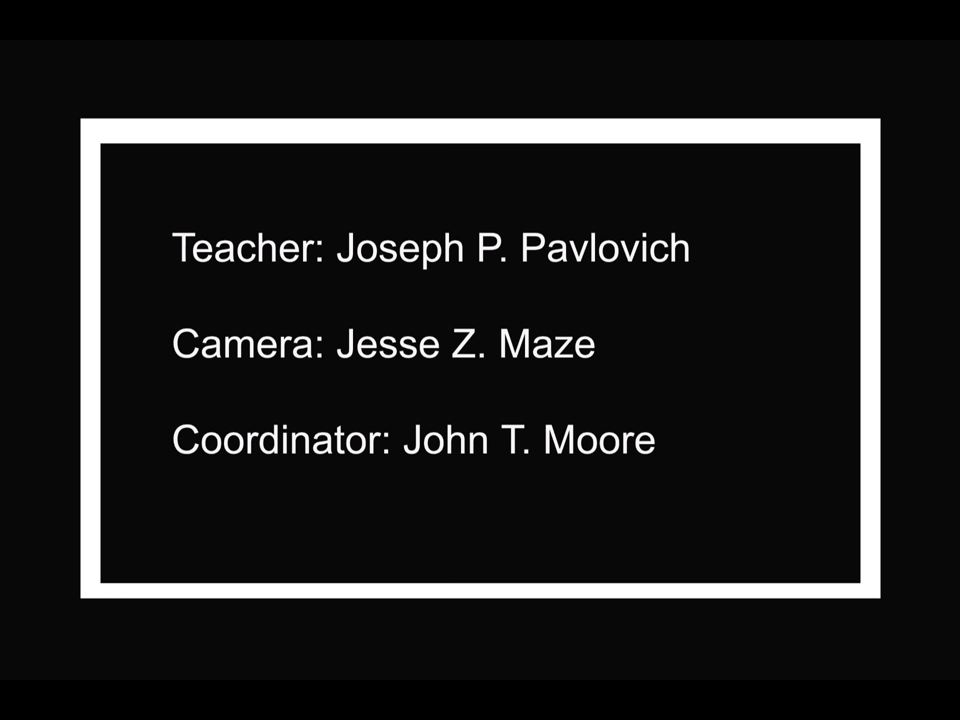 Teacher: Joseph P. Pavlovich
Camera: Jesse Z. Maze
Coordinator: John T. Moore